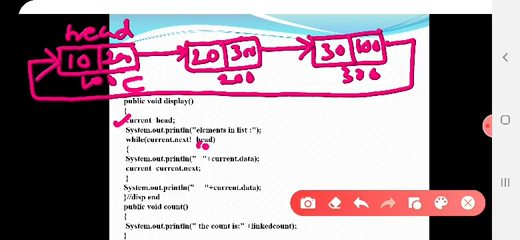 head
10 200 20 300 30 100
100 C 200 300
public void display()
{
current head;
System.out.println("elements in list :");
while(current.next! head)
{
System.out.println(" "+current.data);
current current.next;
}
System.out.println(" "+current.data);
}//disp end
public void count()
{
System.out.println(" the count is:" +linkedcount);
}